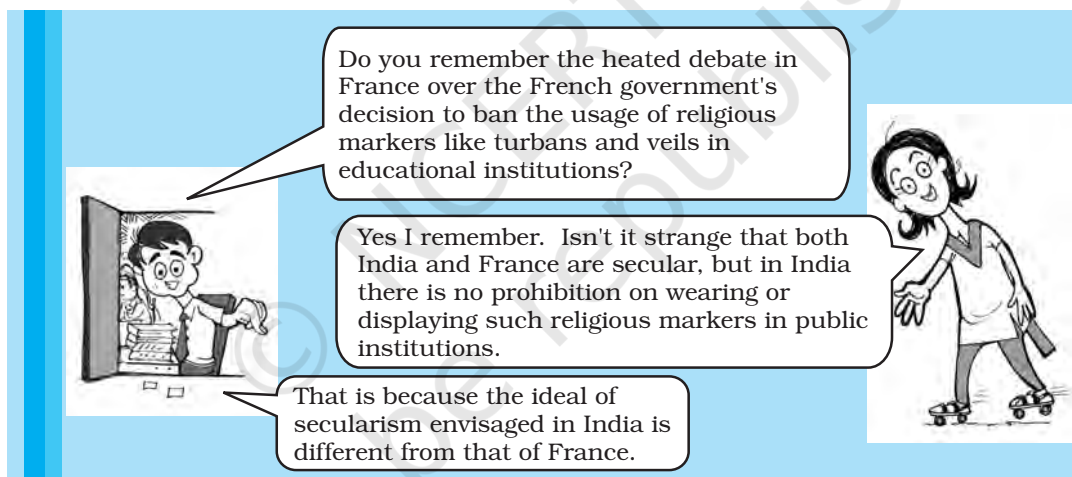 Do you remember the heated debate in
France over the French government's
decision to ban the usage of religious
markers like turbans and veils in
educational institutions?
Yes I remember. Isn't it strange that both
India and France are secular, but in India
there is no prohibition on wearing or
displaying such religious markers in public
institutions.
That is because the ideal of
secularism envisaged in India is
different from that of France.
© NCERT
be republis